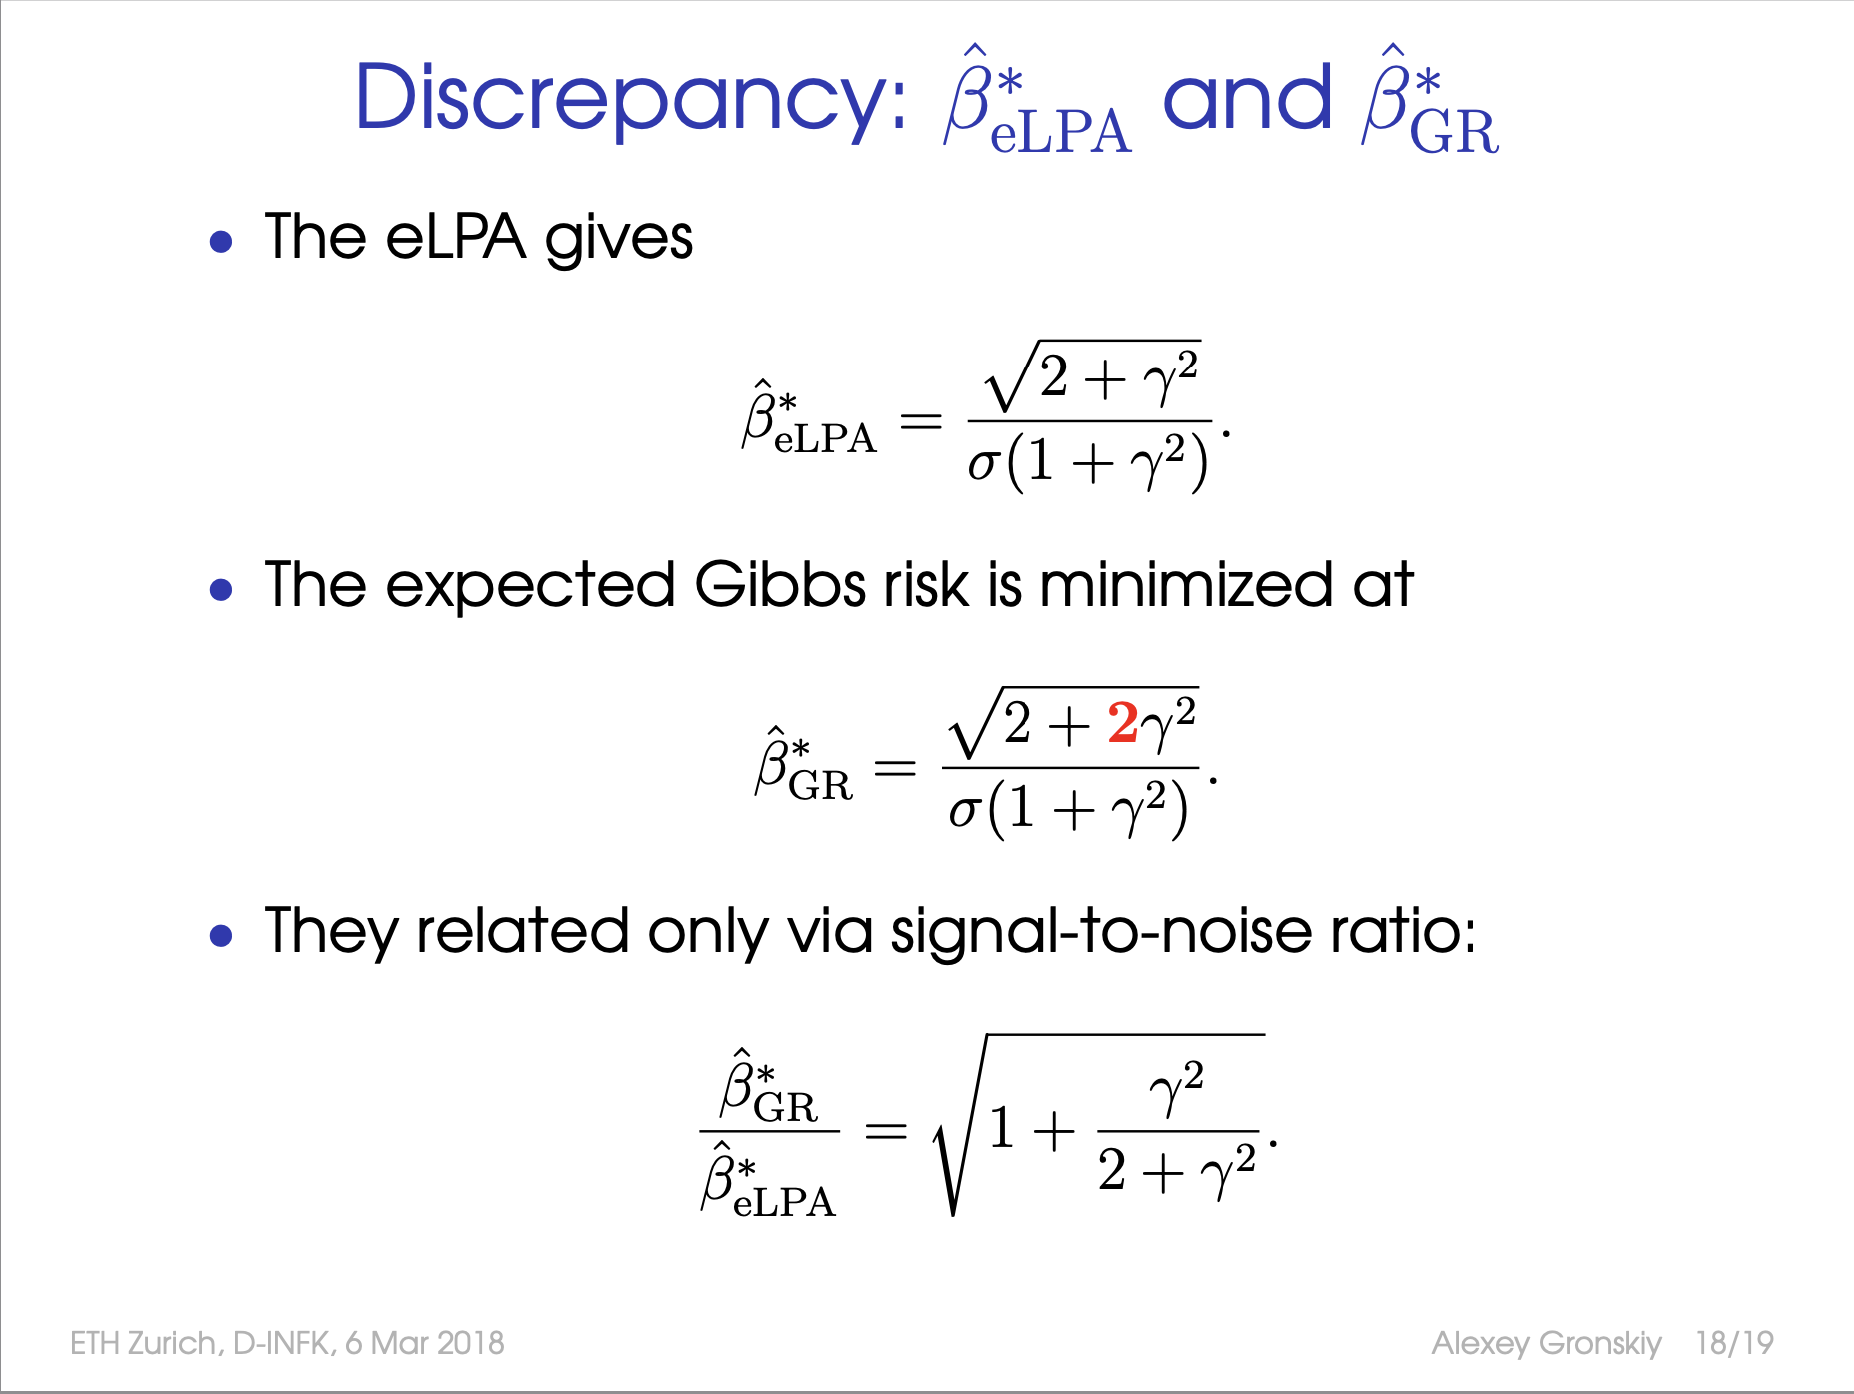 Discrepancy: $\hat{\beta}^*_{\mathrm{eLPA}}$ and $\hat{\beta}^*_{\mathrm{GR}}$
• The eLPA gives
$\hat{\beta}^*_{\mathrm{eLPA}} = \frac{\sqrt{2 + \gamma^2}}{\sigma(1 + \gamma^2)}.$
• The expected Gibbs risk is minimized at
$\hat{\beta}^*_{\mathrm{GR}} = \frac{\sqrt{2 + \mathbf{2}\gamma^2}}{\sigma(1 + \gamma^2)}.$
• They related only via signal-to-noise ratio:
$\frac{\hat{\beta}^*_{\mathrm{GR}}}{\hat{\beta}^*_{\mathrm{eLPA}}} = \sqrt{1 + \frac{\gamma^2}{2 + \gamma^2}}.$
ETH Zurich, D-INFK, 6 Mar 2018 Alexey Gronskiy 18/19